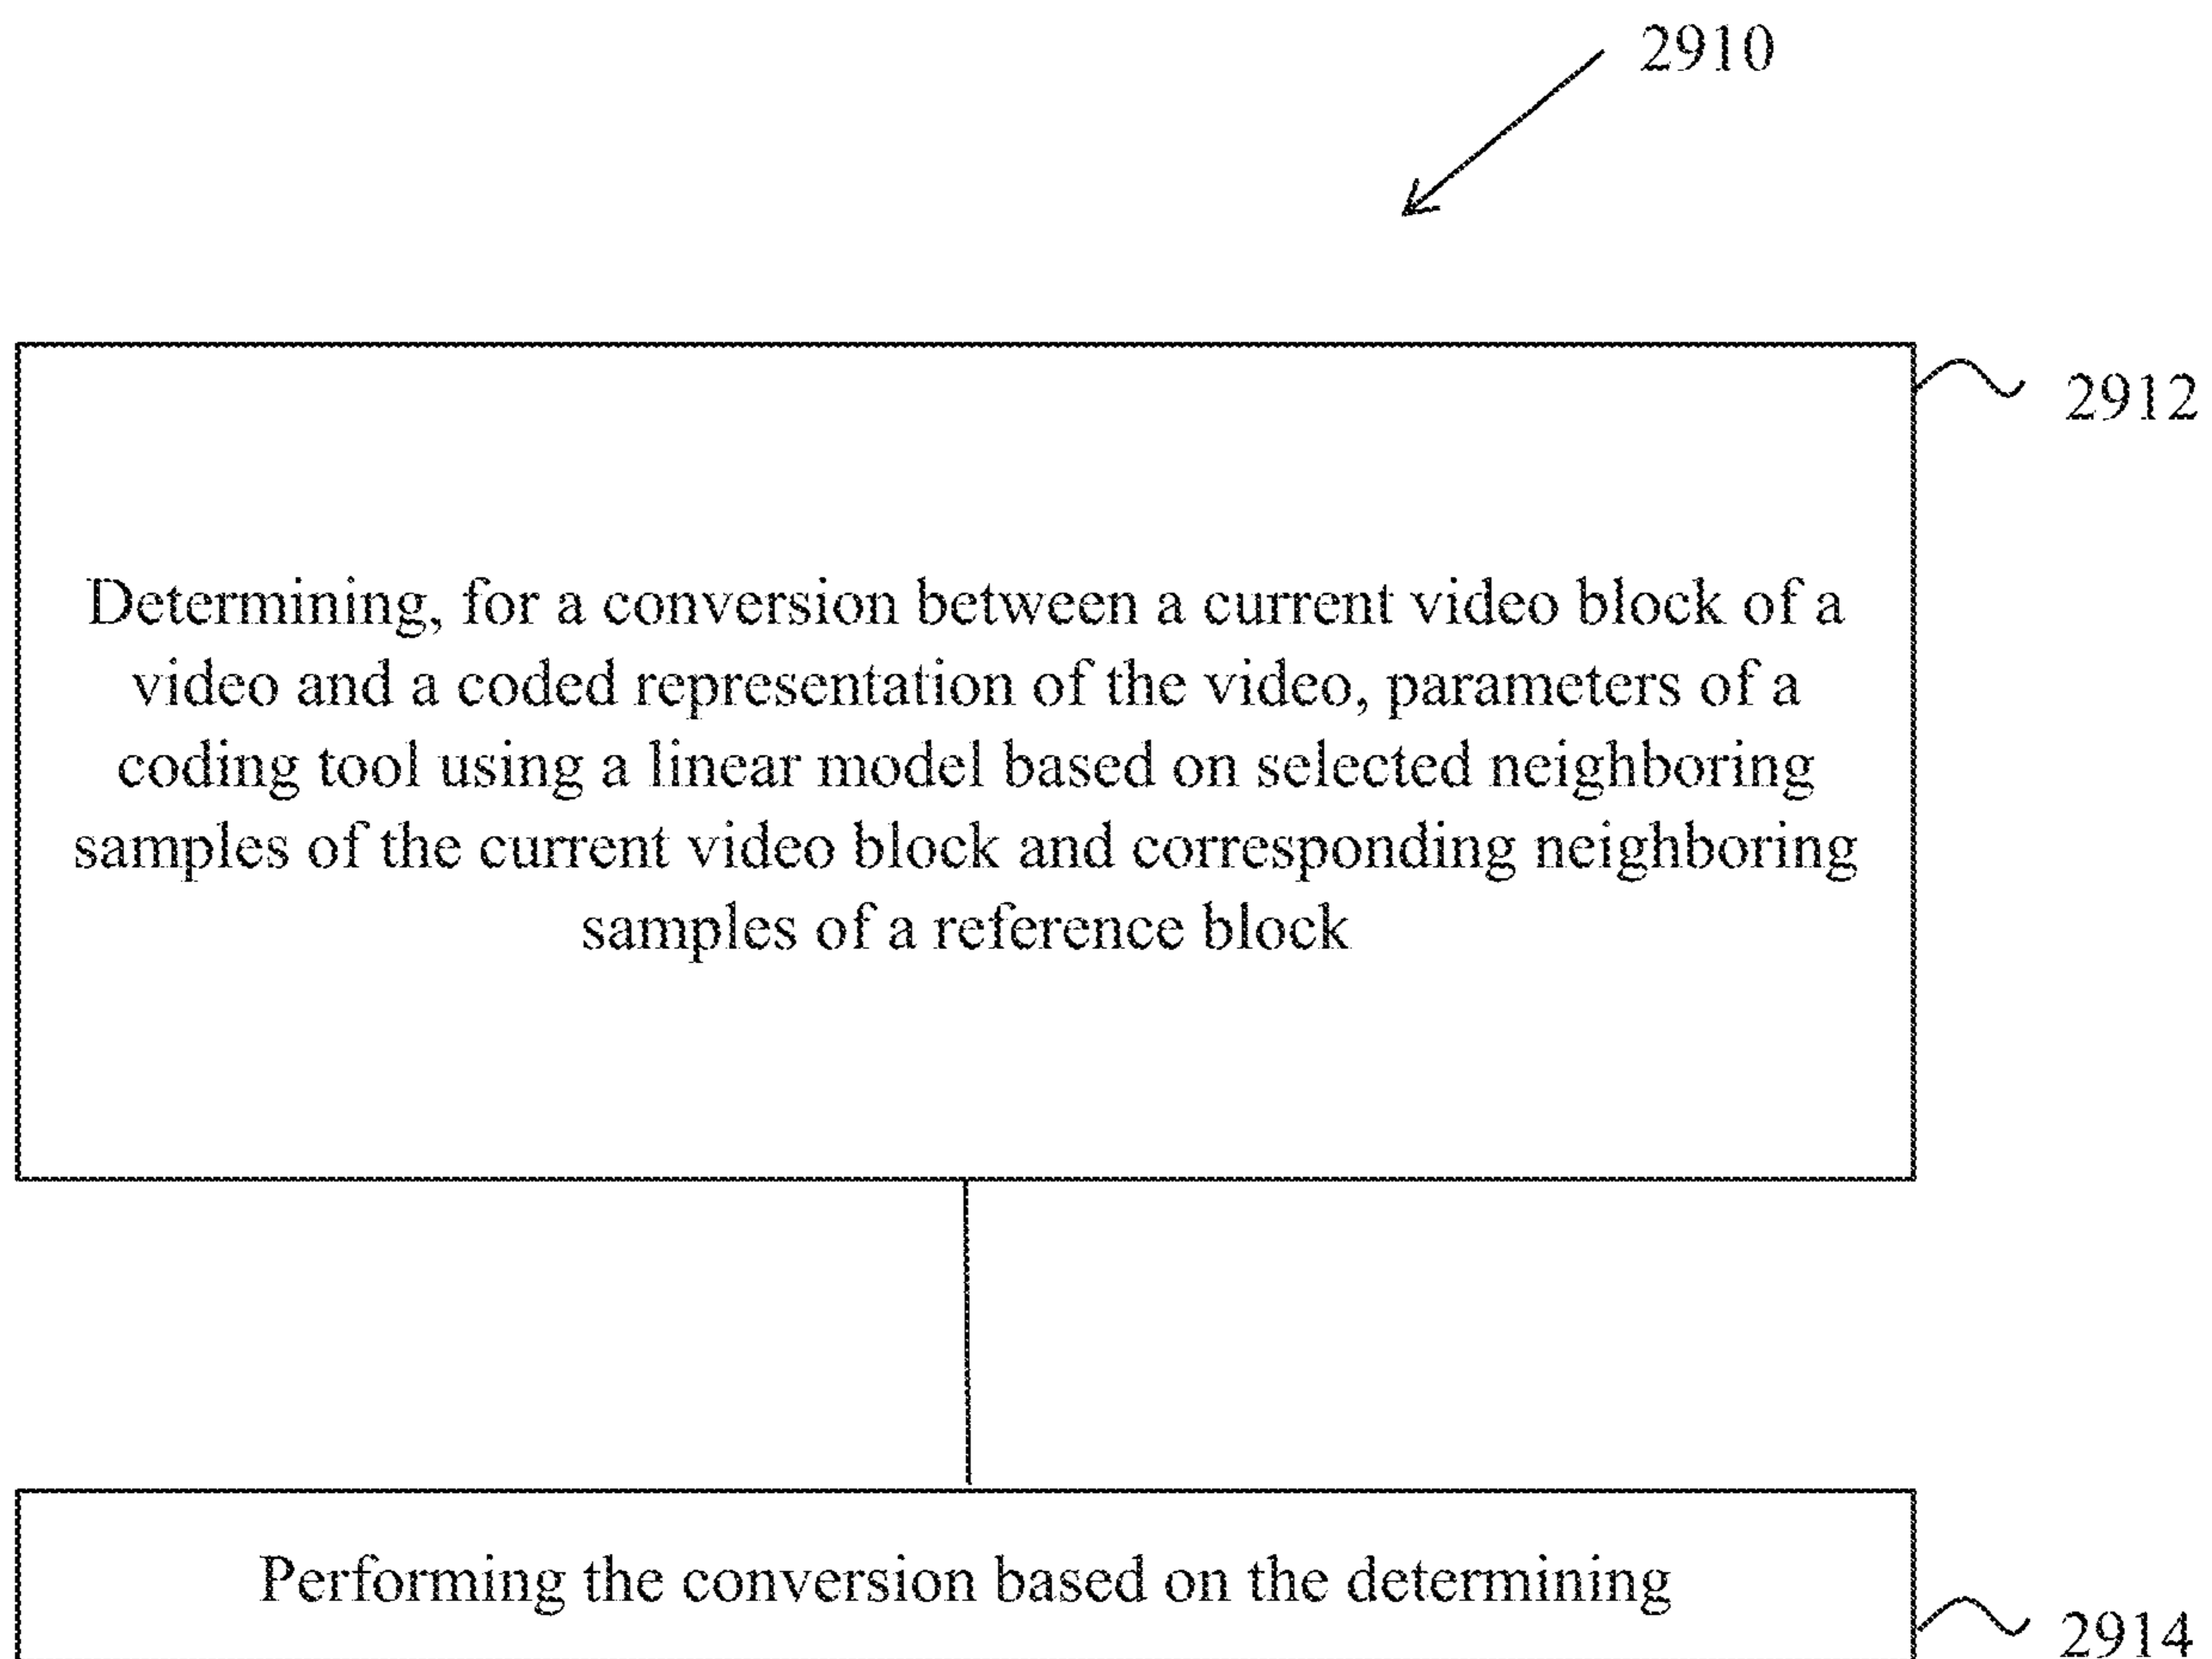 2910
2912
Determining, for a conversion between a current video block of a
video and a coded representation of the video, parameters of a
coding tool using a linear model based on selected neighboring
samples of the current video block and corresponding neighboring
samples of a reference block
Performing the conversion based on the determining
2914